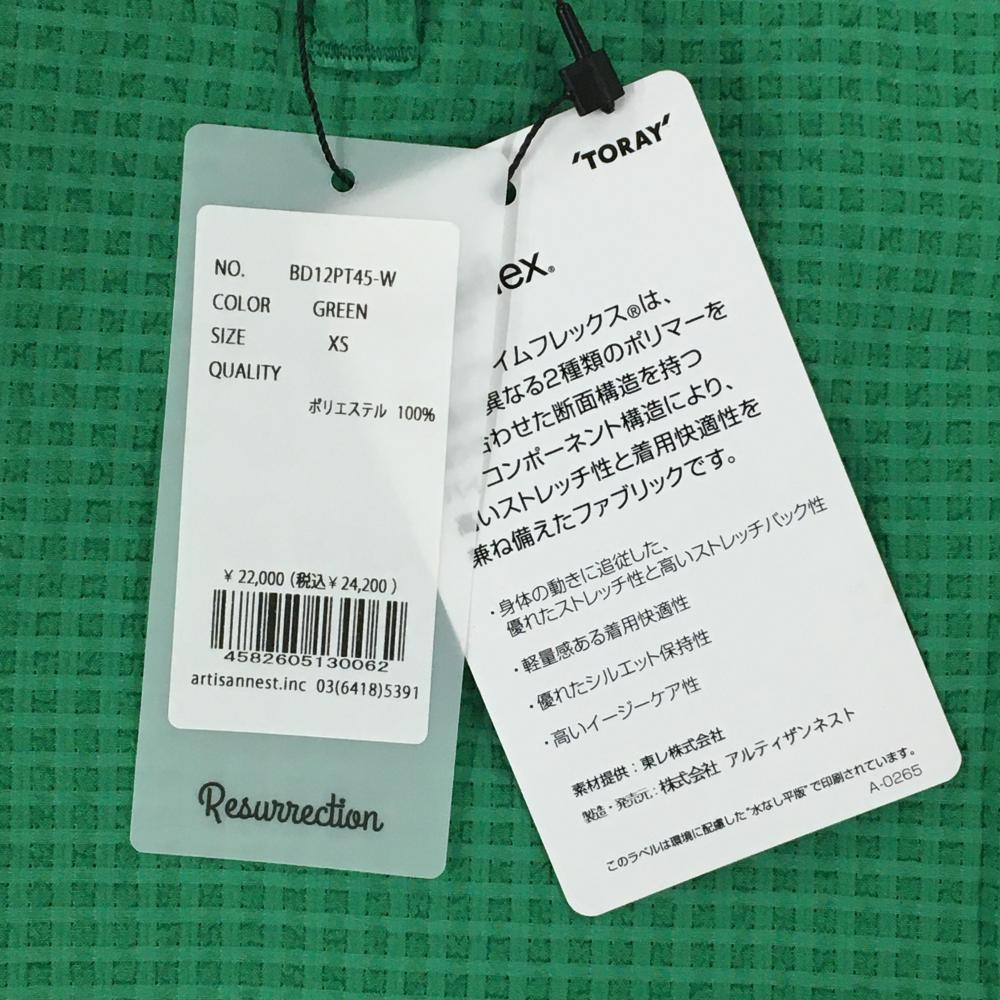 NO. BD12PT45-W
COLOR GREEN
SIZE XS
QUALITY
ポリエステル 100%
¥ 22,000 (税込¥ 24,200 )
4582605130062
artisannest.inc 03(6418)5391
Resurrection
'TORAY'
ex®
イムフレックス®は、
異なる2種類のポリマーを
わせた断面構造を持つ
コンポーネント構造により、
いストレッチ性と着用快適性を
兼ね備えたファブリックです。
・身体の動きに追従した、
優れたストレッチ性と高いストレッチバック性
・軽量感ある着用快適性
・優れたシルエット保持性
・高いイージーケア性
素材提供：東レ株式会社
製造・発売元：株式会社 アルティザンネスト
このラベルは環境に配慮した“水なし平版”で印刷されています。
A-0265